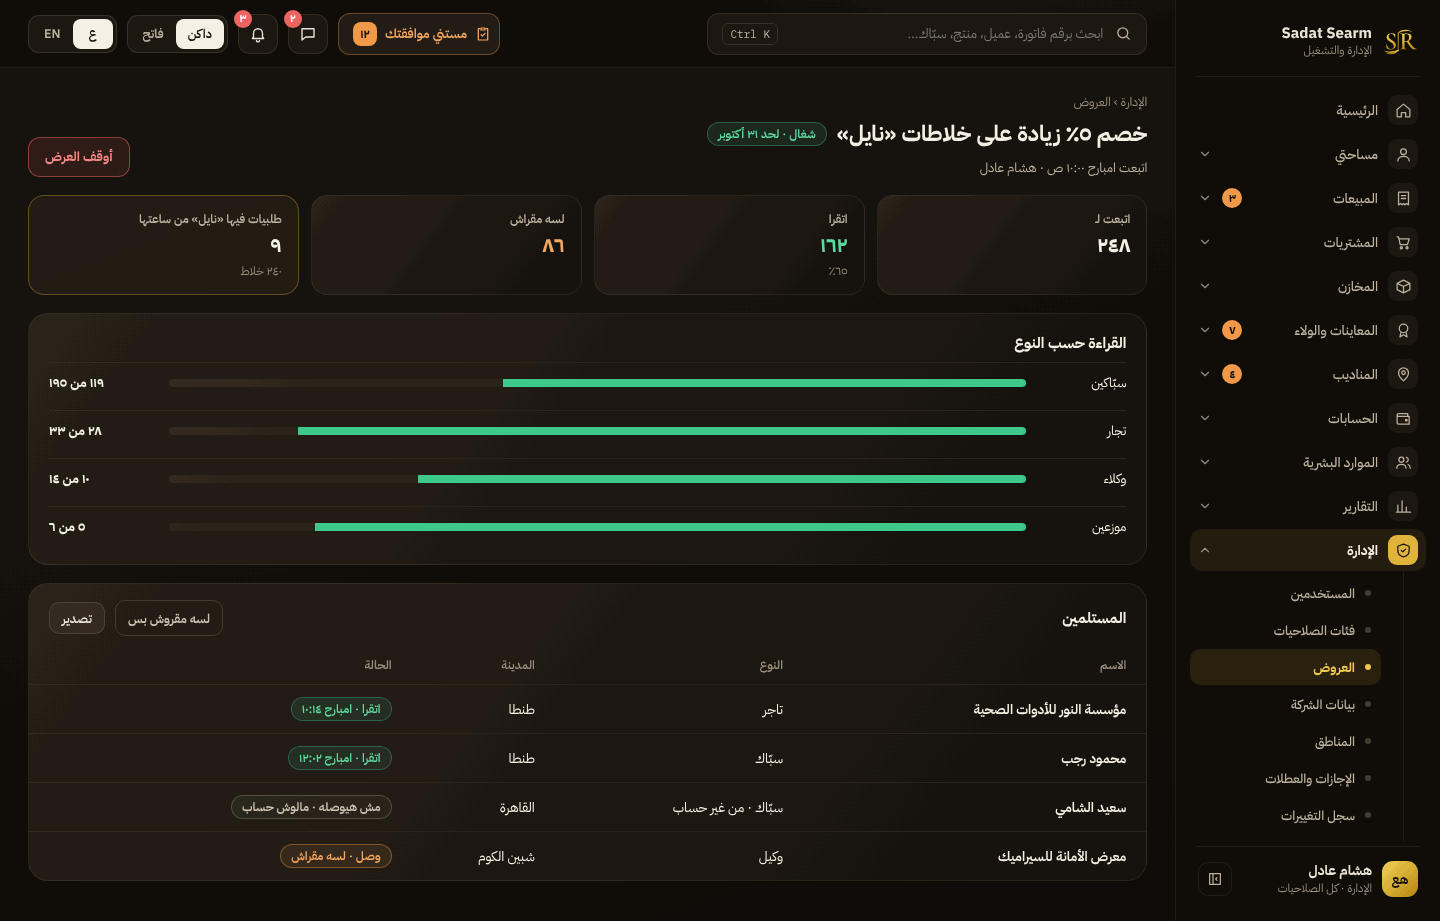 Sadat Searm
الإدارة والتشغيل
SR
الرئيسية
مساحتي
المبيعات
٣
المشتريات
المخازن
المعاينات والولاء
٧
المناديب
٤
الحسابات
الموارد البشرية
التقارير
الإدارة
المستخدمين
فئات الصلاحيات
العروض
بيانات الشركة
المناطق
الإجازات والعطلات
سجل التغييرات
هع
هشام عادل
الإدارة · كل الصلاحيات
ابحث برقم فاتورة، عميل، منتج، سبّاك...
Ctrl K
مستني موافقتك
١٢
٢
٣
داكن
فاتح
ع
EN
الإدارة › العروض
خصم ٥٪ زيادة على خلاطات «نايل»
شغال · لحد ٣١ أكتوبر
اتبعت امبارح ١٠:٠٠ ص · هشام عادل
أوقف العرض
اتبعت لـ
٢٤٨
اتقرا
١٦٢
٦٥٪
لسه مقراش
٨٦
طلبيات فيها «نايل» من ساعتها
٩
٢٤٠ خلاط
القراءة حسب النوع
سبّاكين
١١٩ من ١٩٥
تجار
٢٨ من ٣٣
وكلاء
١٠ من ١٤
موزعين
٥ من ٦
المستلمين
لسه مقروش بس
تصدير
الاسم النوع المدينة الحالة
مؤسسة النور للأدوات الصحية تاجر طنطا اتقرا · امبارح ١٠:١٤
محمود رجب سبّاك طنطا اتقرا · امبارح ١٢:٠٢
سعيد الشامي سبّاك · من غير حساب القاهرة مش هيوصله · مالوش حساب
معرض الأمانة للسيراميك وكيل شبين الكوم وصل · لسه مقراش